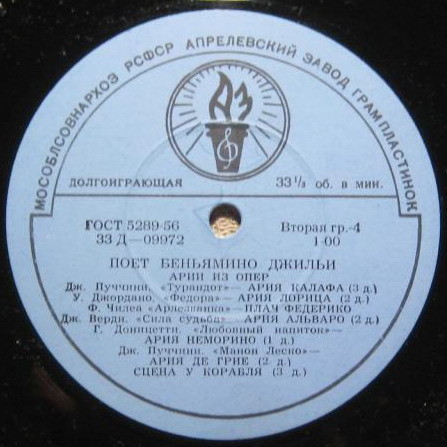 МОСОБЛСОВНАРХОЗ РСФСР АПРЕЛЕВСКИЙ ЗАВОД ГРАМПЛАСТИНОК
АЗ
ДОЛГОИГРАЮЩАЯ 33 1/3 об. в мин.
ГОСТ 5289-56 Вторая гр.-4
33 Д—09972 1-00
ПОЕТ БЕНЬЯМИНО ДЖИЛЬИ
АРИИ ИЗ ОПЕР
Дж. Пуччини. «Турандот»— АРИЯ КАЛАФА (3 д.)
У. Джордано. «Федора»— АРИЯ ЛОРИЦА (2 д.)
Ф. Чилеа «Арлезианка»— ПЛАЧ ФЕДЕРИКО
Дж. Верди. «Сила судьбы»— АРИЯ АЛЬВАРО (2 д.)
Г. Доницетти. «Любовный напиток»—
АРИЯ НЕМОРИНО (1 д.)
Дж. Пуччини. «Манон Леско»—
АРИЯ ДЕ ГРИЕ (2 д.)
СЦЕНА У КОРАБЛЯ (3 д.)